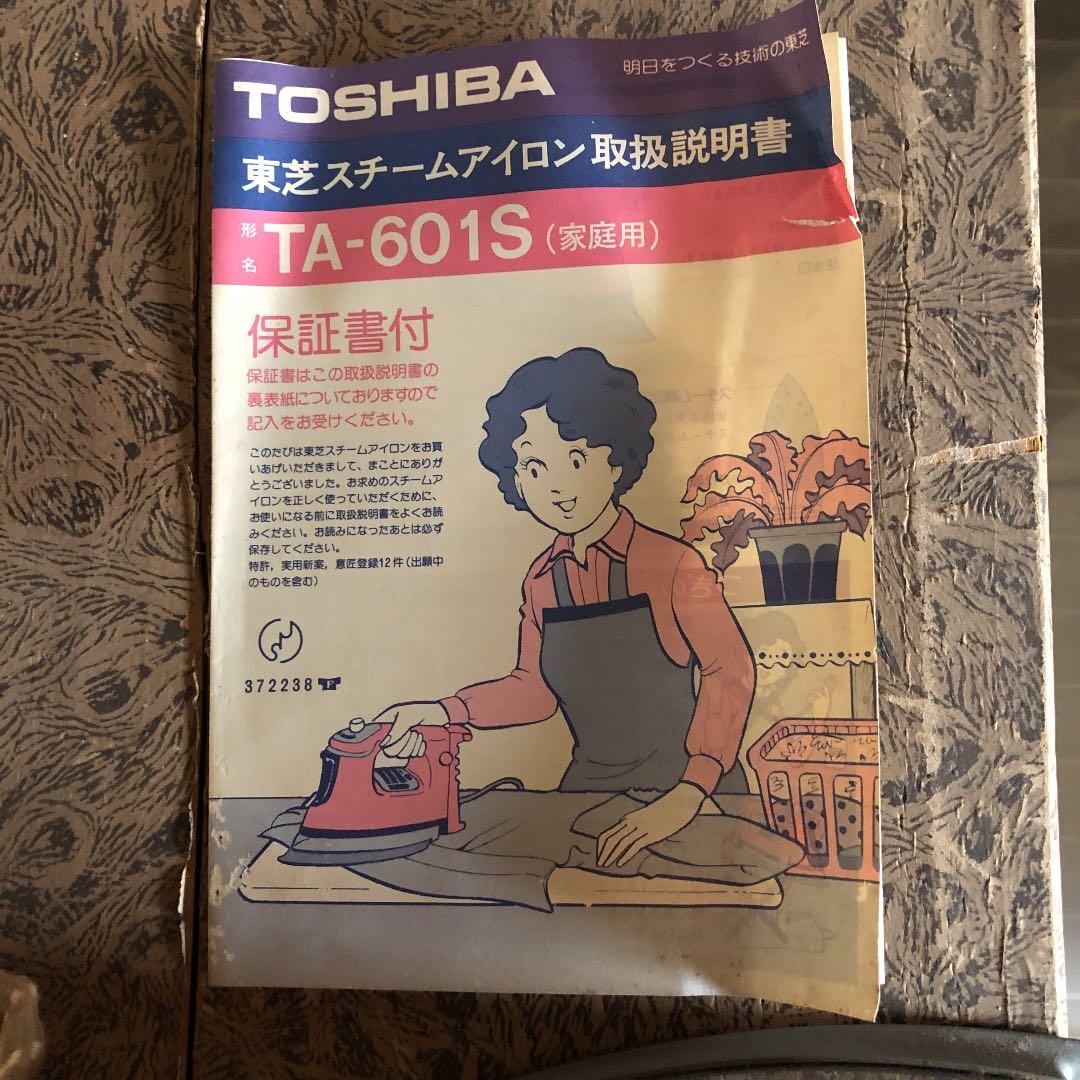 TOSHIBA
明日をつくる技術の東芝
東芝スチームアイロン取扱説明書
形名 TA-601S (家庭用)
保証書付
保証書はこの取扱説明書の
裏表紙についておりますので
記入をお受けください。
このたびは東芝スチームアイロンをお買
いあげいただきまして、まことにありが
とうございました。お求めのスチームア
イロンを正しく使っていただくために、
お使いになる前に取扱説明書をよくお読
みください。お読みになったあとは必ず
保存してください。
特許，実用新案，意匠登録12件(出願中
のものを含む)
372238